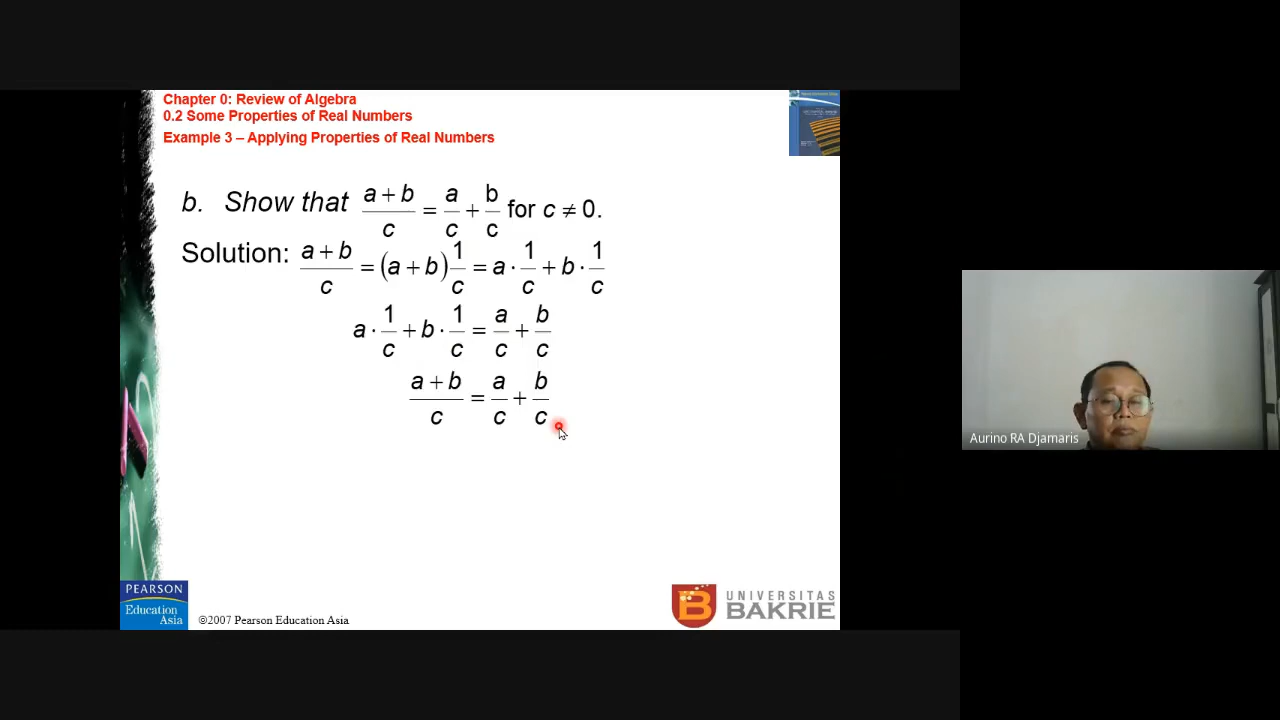 Chapter 0: Review of Algebra
0.2 Some Properties of Real Numbers
Example 3 – Applying Properties of Real Numbers
b. Show that (a + b)/c = a/c + b/c for c ≠ 0.
Solution: (a + b)/c = (a + b) 1/c = a · 1/c + b · 1/c
a · 1/c + b · 1/c = a/c + b/c
(a + b)/c = a/c + b/c
Aurino RA Djamaris
PEARSON
Education
Asia
©2007 Pearson Education Asia
UNIVERSITAS
BAKRIE